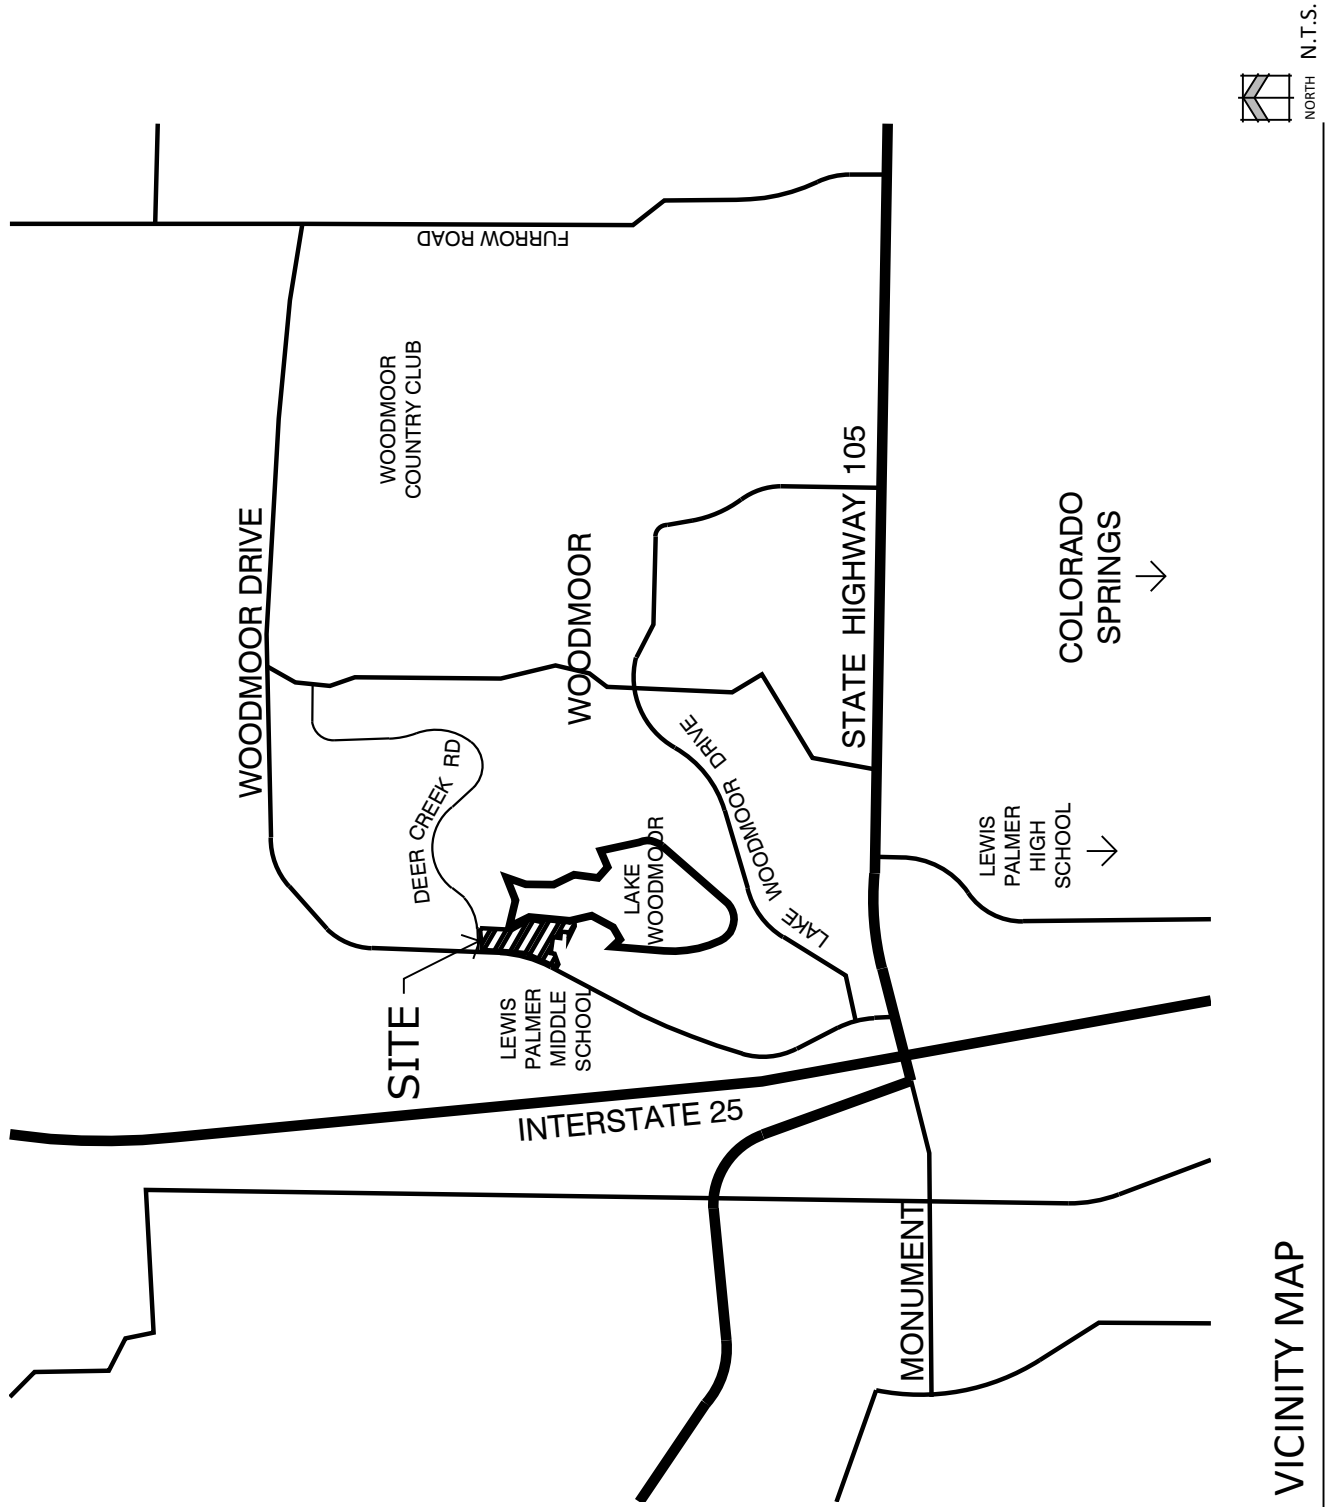 WOODMOOR DRIVE
FURROW ROAD
WOODMOOR
COUNTRY CLUB
DEER CREEK RD
SITE
LEWIS
PALMER
MIDDLE
SCHOOL
WOODMOOR
LAKE
WOODMOOR
LAKE WOODMOOR DRIVE
INTERSTATE 25
STATE HIGHWAY 105
MONUMENT
LEWIS
PALMER
HIGH
SCHOOL
COLORADO
SPRINGS
VICINITY MAP
NORTH
N.T.S.